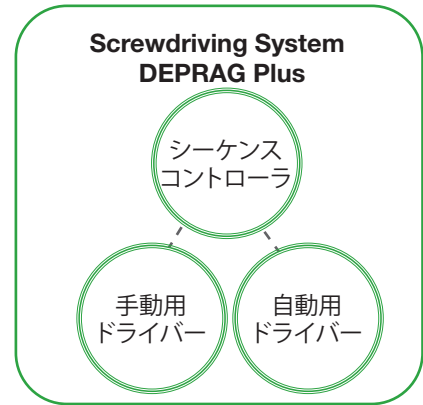 Screwdriving System
DEPRAG Plus
シーケンス
コントローラ
手動用
ドライバー
自動用
ドライバー